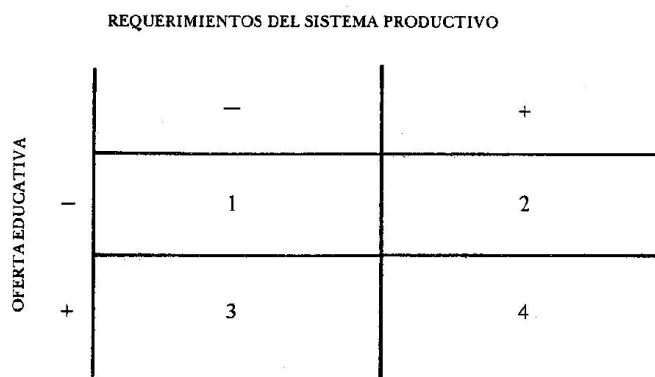 REQUERIMIENTOS DEL SISTEMA PRODUCTIVO
— +
OFERTA EDUCATIVA
— 1 2
+ 3 4